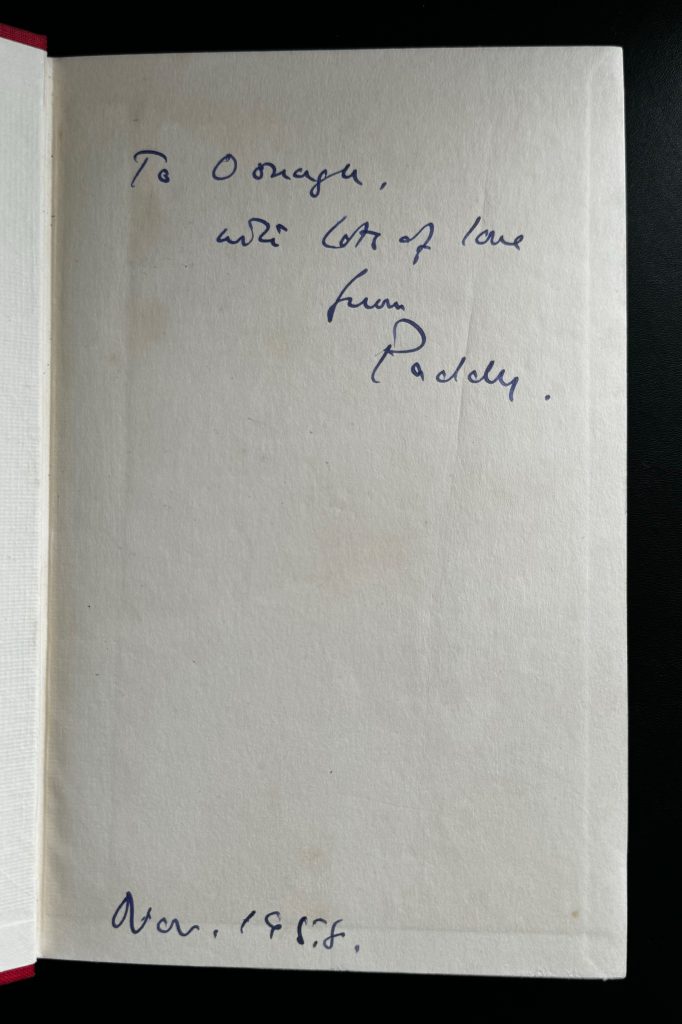 To Oonagh,
with lots of love
from
Paddy.
Nov. 1958.